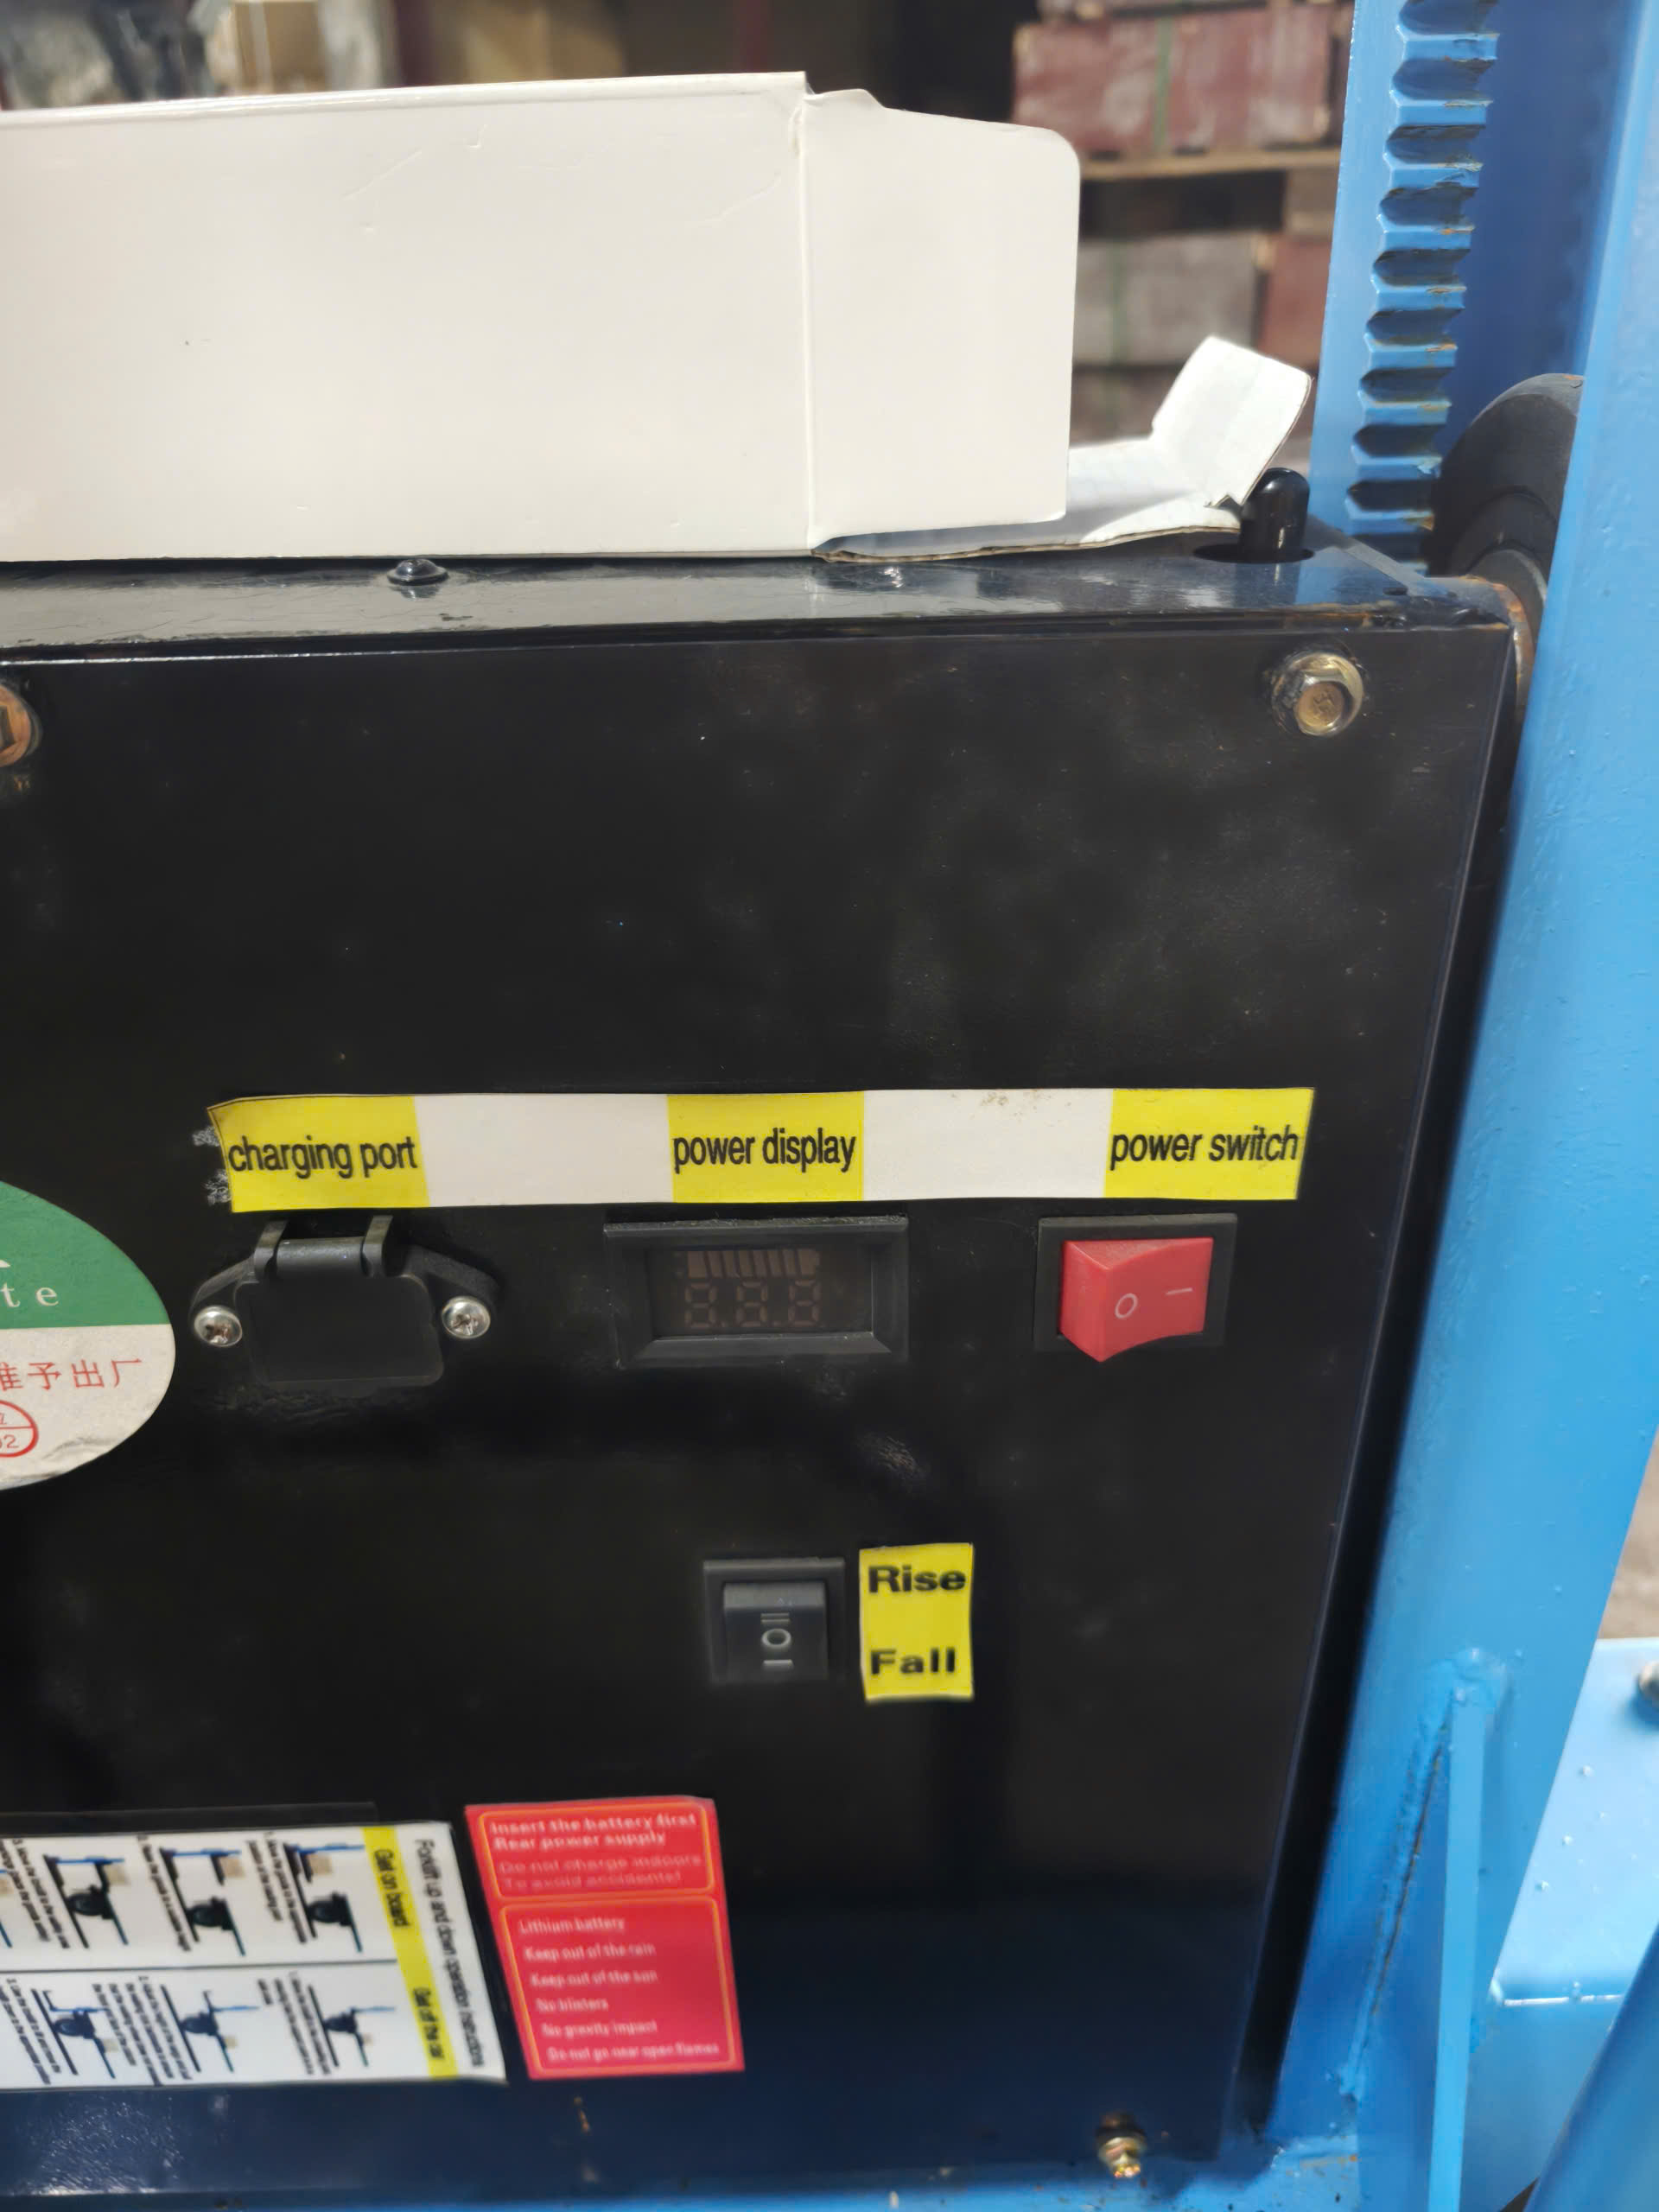 charging port
power display
power switch
te
准予出厂
02
O I
Rise
Fall
Insert the battery first
Rear power supply
Do not charge indoors
To avoid accidents!
Lithium battery
Keep out of the rain
Keep out of the sun
No blisters
No gravity impact
Do not go near open flames
Forklift up and down operation instructions
Get on board
Get of the car